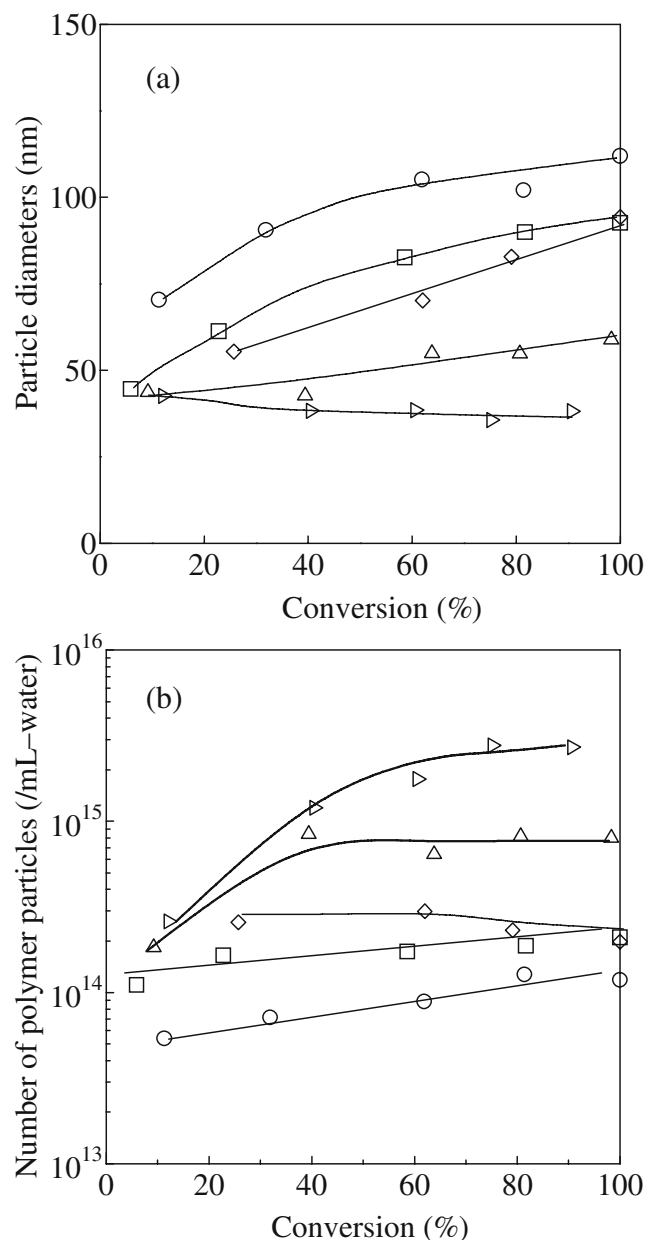 150
(a)
100
50
0
Particle diameters (nm)
0 20 40 60 80 100
Conversion (%)
10^16
(b)
10^15
10^14
10^13
Number of polymer particles (/mL–water)
0 20 40 60 80 100
Conversion (%)